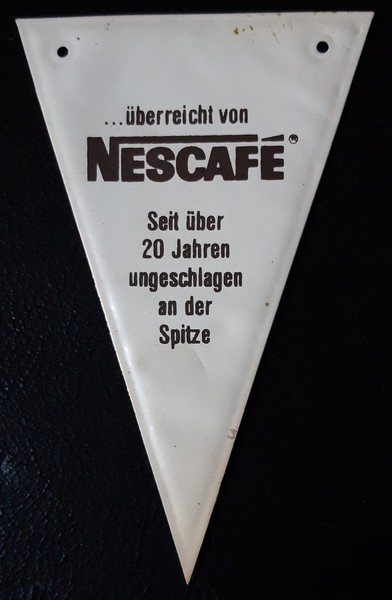 ...überreicht von
NESCAFÉ®
Seit über
20 Jahren
ungeschlagen
an der
Spitze